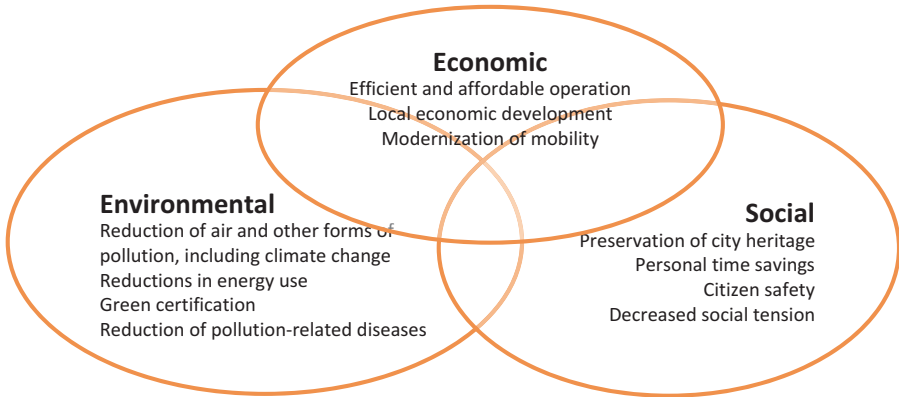 Economic
Efficient and affordable operation
Local economic development
Modernization of mobility
Environmental
Reduction of air and other forms of
pollution, including climate change
Reductions in energy use
Green certification
Reduction of pollution-related diseases
Social
Preservation of city heritage
Personal time savings
Citizen safety
Decreased social tension